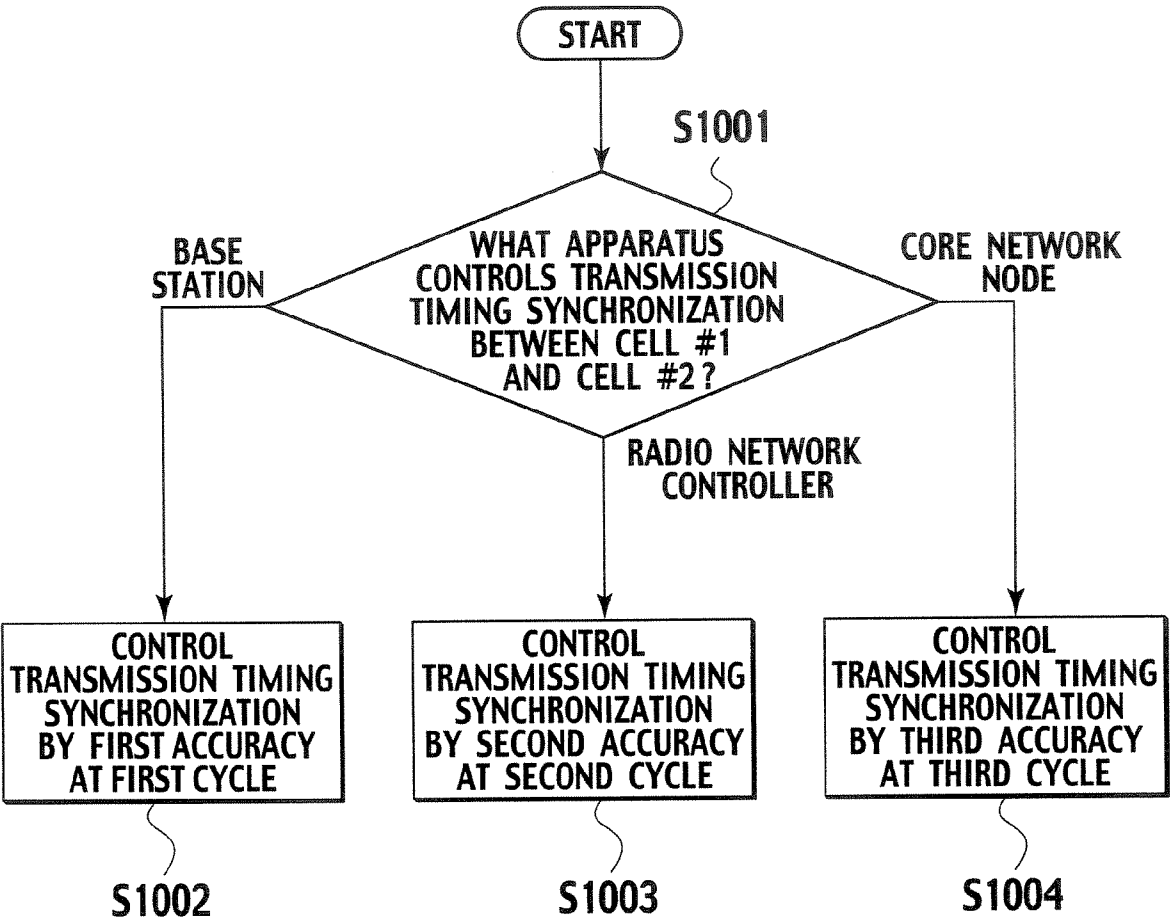 START
S1001
WHAT APPARATUS
CONTROLS TRANSMISSION
TIMING SYNCHRONIZATION
BETWEEN CELL #1
AND CELL #2?
BASE
STATION
CORE NETWORK
NODE
RADIO NETWORK
CONTROLLER
CONTROL
TRANSMISSION TIMING
SYNCHRONIZATION
BY FIRST ACCURACY
AT FIRST CYCLE
CONTROL
TRANSMISSION TIMING
SYNCHRONIZATION
BY SECOND ACCURACY
AT SECOND CYCLE
CONTROL
TRANSMISSION TIMING
SYNCHRONIZATION
BY THIRD ACCURACY
AT THIRD CYCLE
S1002
S1003
S1004